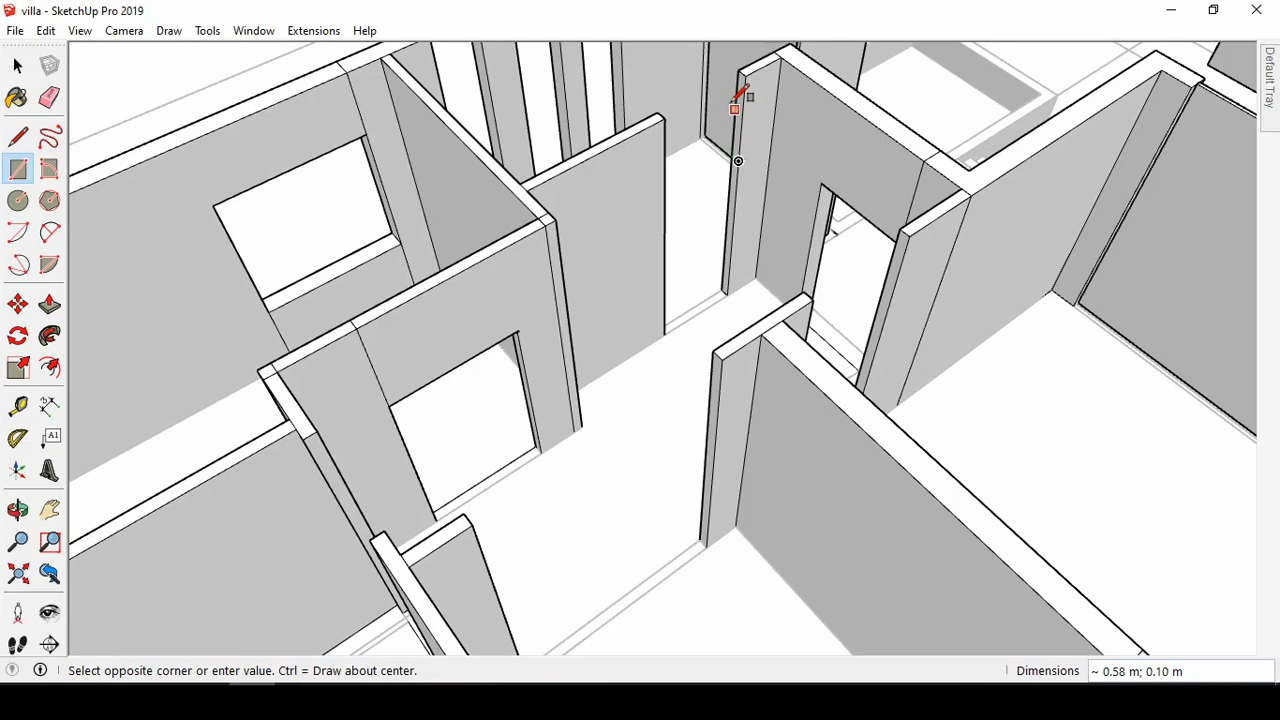 villa - SketchUp Pro 2019
File Edit View Camera Draw Tools Window Extensions Help
Default Tray
A1
Select opposite corner or enter value. Ctrl = Draw about center.
Dimensions ~ 0.58 m; 0.10 m